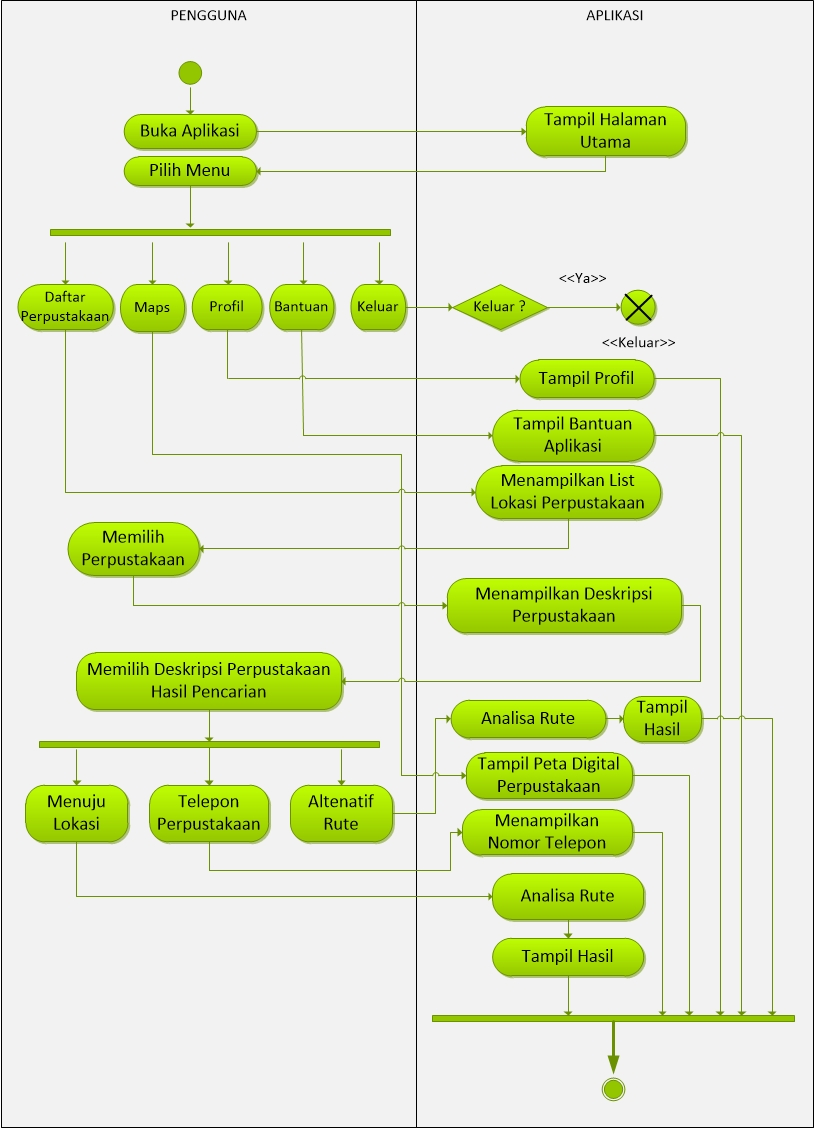 PENGGUNA
APLIKASI
Buka Aplikasi
Tampil Halaman
Utama
Pilih Menu
Daftar
Perpustakaan
Maps
Profil
Bantuan
Keluar
Keluar ?
<<Ya>>
<<Keluar>>
Tampil Profil
Tampil Bantuan
Aplikasi
Menampilkan List
Lokasi Perpustakaan
Memilih
Perpustakaan
Menampilkan Deskripsi
Perpustakaan
Memilih Deskripsi Perpustakaan
Hasil Pencarian
Analisa Rute
Tampil
Hasil
Tampil Peta Digital
Perpustakaan
Menuju
Lokasi
Telepon
Perpustakaan
Altenatif
Rute
Menampilkan
Nomor Telepon
Analisa Rute
Tampil Hasil